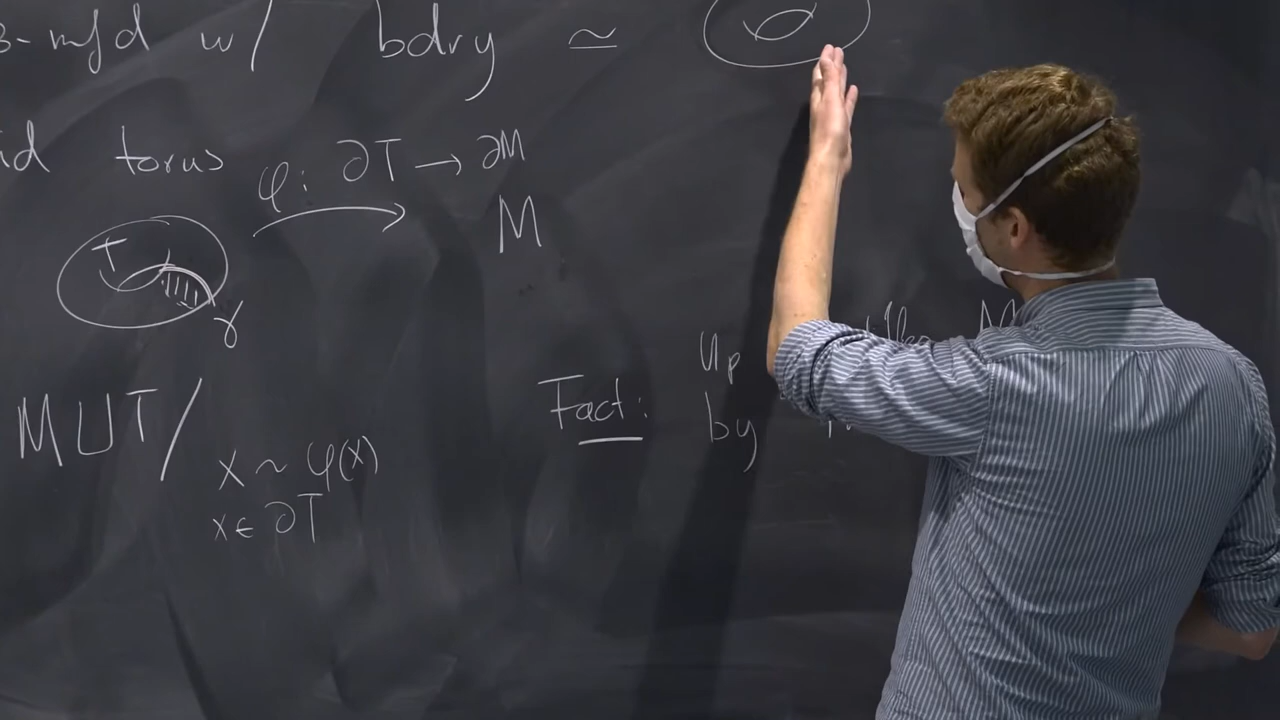 3-mfd w/ bdry ≃
id torus φ: ∂T → ∂M
T M
γ
M∪T/
x ~ φ(x)
x ∈ ∂T
Fact: up
by